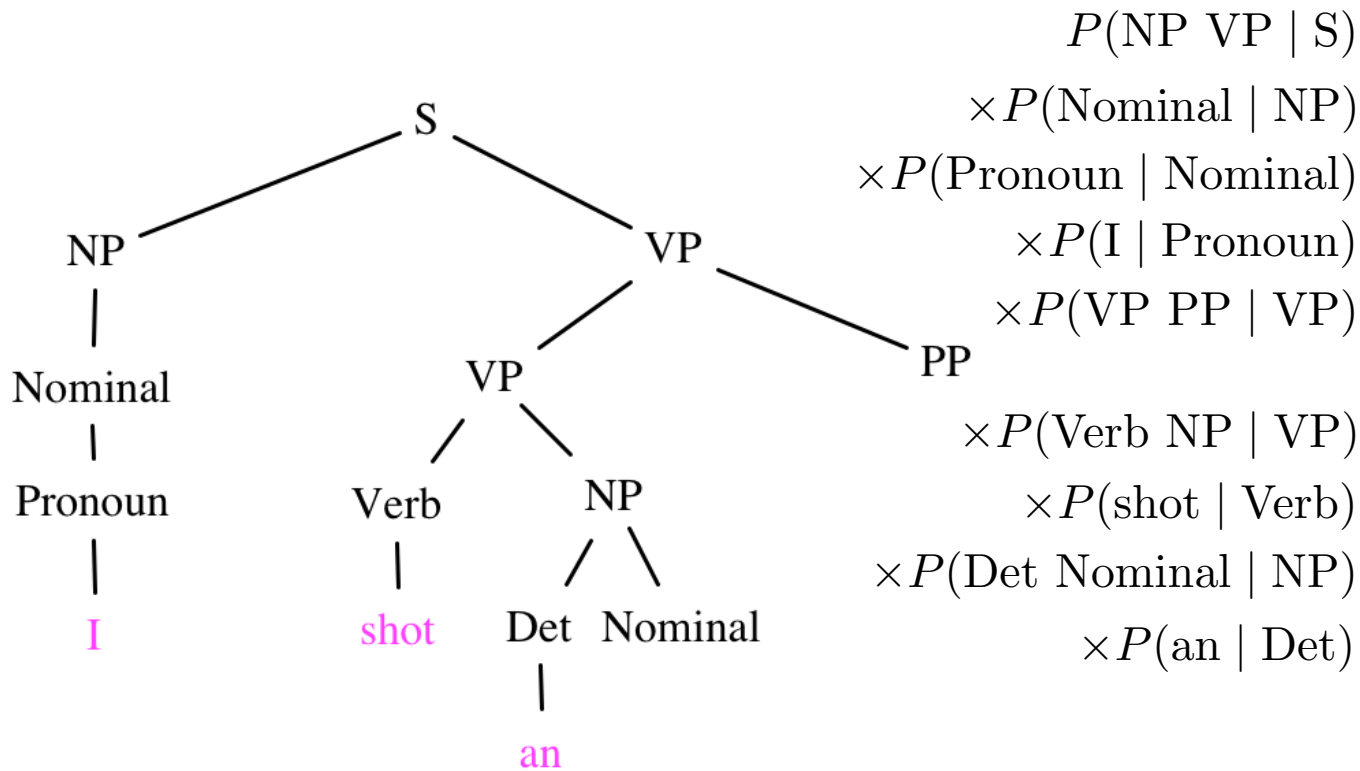 P(NP VP | S)
S
×P(Nominal | NP)
×P(Pronoun | Nominal)
NP VP
×P(I | Pronoun)
×P(VP PP | VP)
Nominal VP PP
×P(Verb NP | VP)
Pronoun Verb NP
×P(shot | Verb)
×P(Det Nominal | NP)
I shot Det Nominal
×P(an | Det)
an